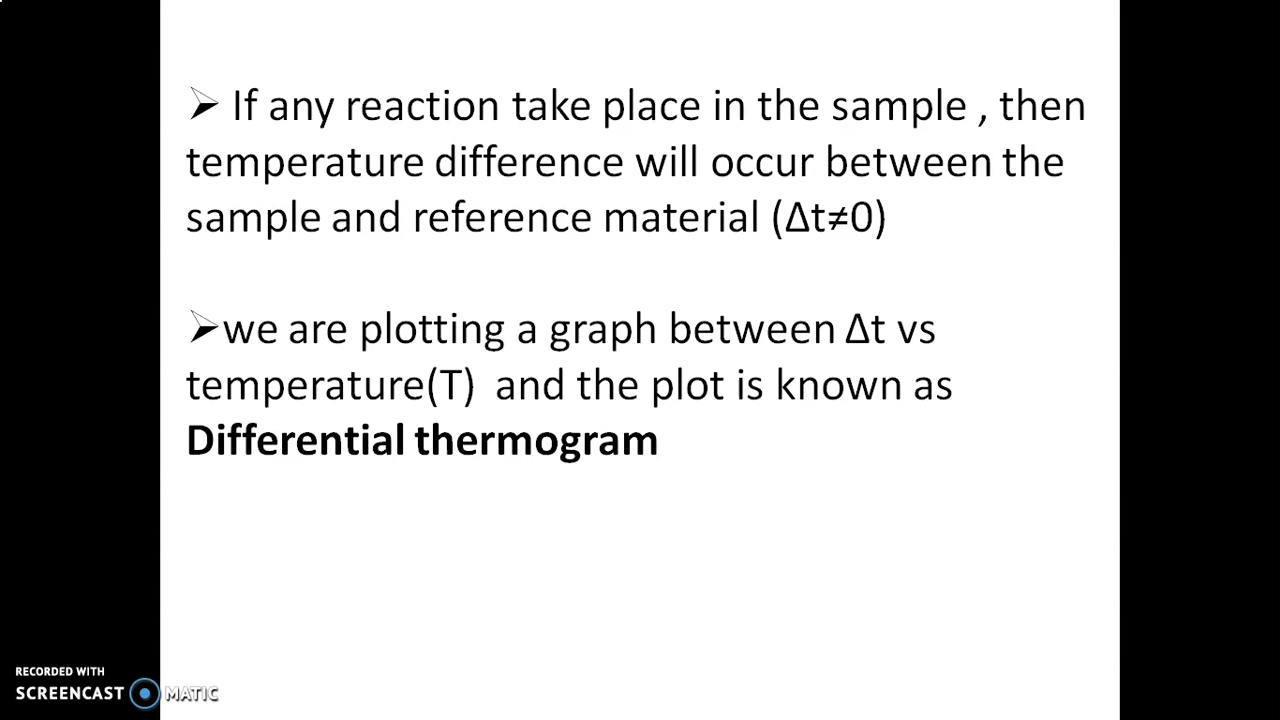 ➢ If any reaction take place in the sample , then
temperature difference will occur between the
sample and reference material (Δt≠0)
➢we are plotting a graph between Δt vs
temperature(T)  and the plot is known as
Differential thermogram
RECORDED WITH
SCREENCAST MATIC